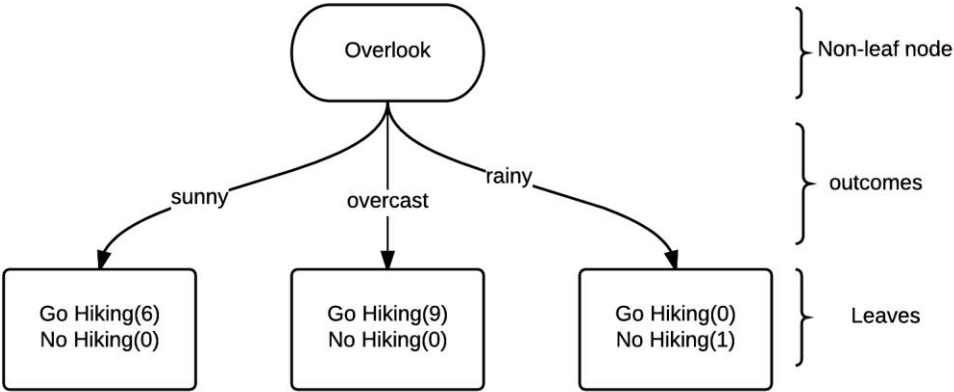 Overlook
Non-leaf node
sunny
overcast
rainy
outcomes
Go Hiking(6)
No Hiking(0)
Go Hiking(9)
No Hiking(0)
Go Hiking(0)
No Hiking(1)
Leaves